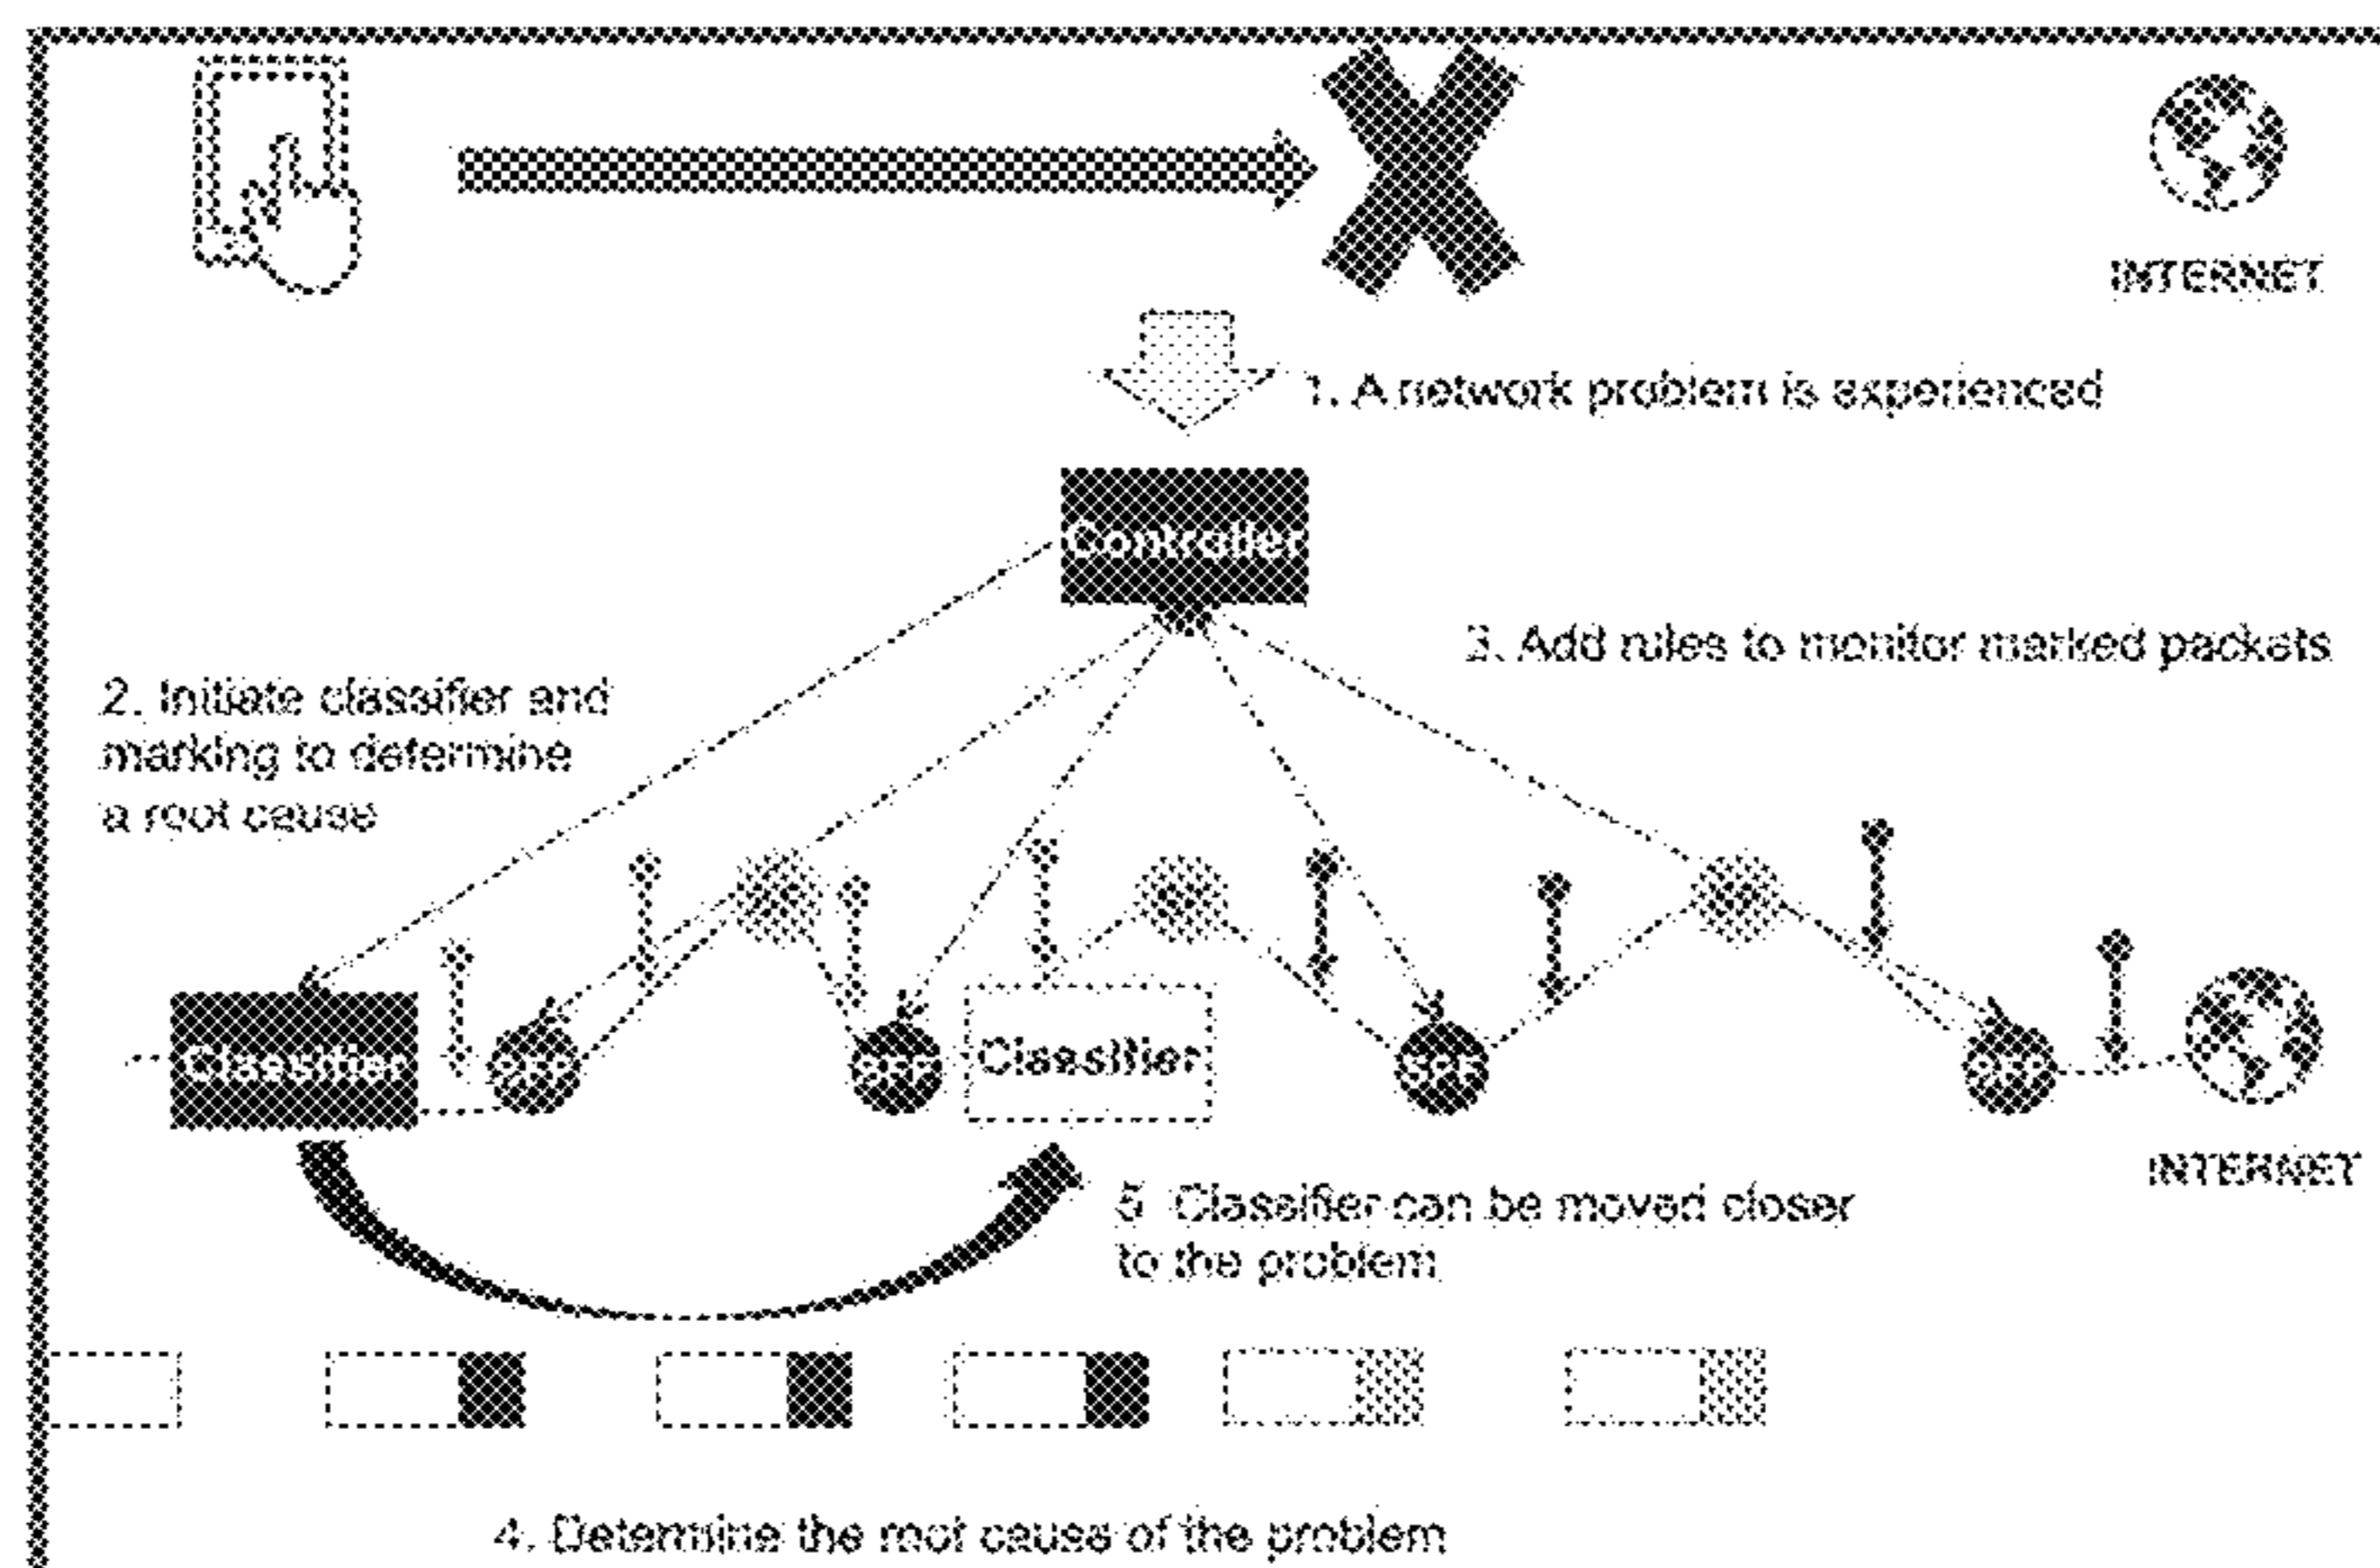 INTERNET
1. A network problem is experienced
Controller
3. Add rules to monitor marked packets
2. Initiate classifier and
marking to determine
a root cause
Classifier
Classifier
INTERNET
5. Classifier can be moved closer
to the problem
4. Determine the root cause of the problem